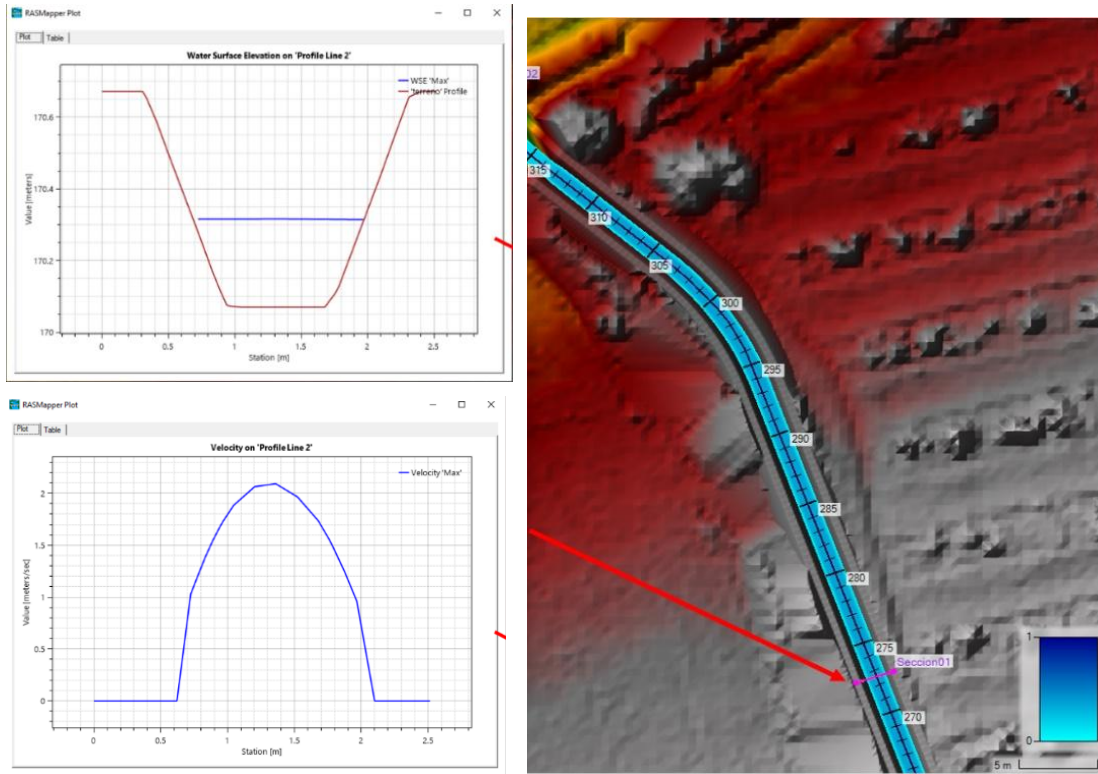 RASMapper Plot
Plot Table
Water Surface Elevation on 'Profile Line 2'
WSE 'Max'
'terreno' Profile
Value [meters]
170.6
170.4
170.2
170
0 0.5 1 1.5 2 2.5
Station [m]
RASMapper Plot
Plot Table
Velocity on 'Profile Line 2'
Velocity 'Max'
Value [meters/sec]
2
1.5
1
0.5
0
0 0.5 1 1.5 2 2.5
Station [m]
02
315
310
305
300
295
290
285
280
275
Seccion01
270
1
0
5 m